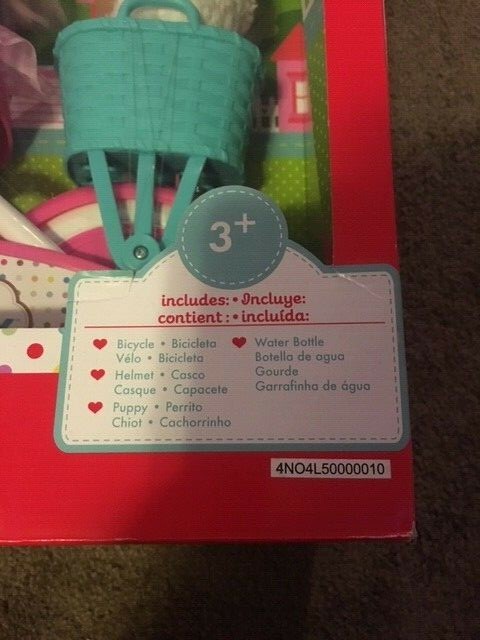 3+
includes: • Incluye:
contient : • incluída:
Bicycle • Bicicleta
Vélo • Bicicleta
Helmet • Casco
Casque • Capacete
Puppy • Perrito
Chiot • Cachorrinho
Water Bottle
Botella de agua
Gourde
Garrafinha de água
4NO4L50000010